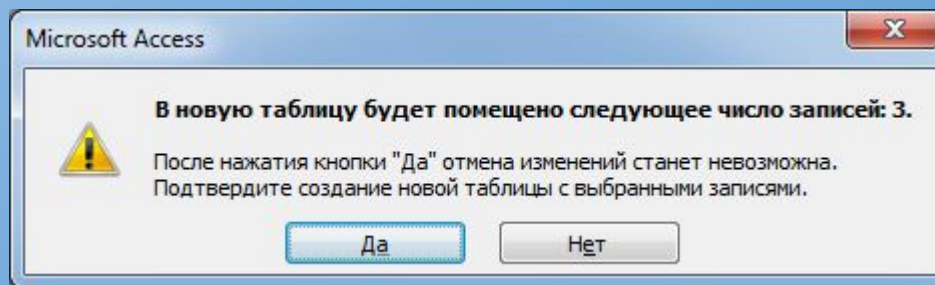 Microsoft Access
В новую таблицу будет помещено следующее число записей: 3.
После нажатия кнопки "Да" отмена изменений станет невозможна.
Подтвердите создание новой таблицы с выбранными записями.
Да
Нет